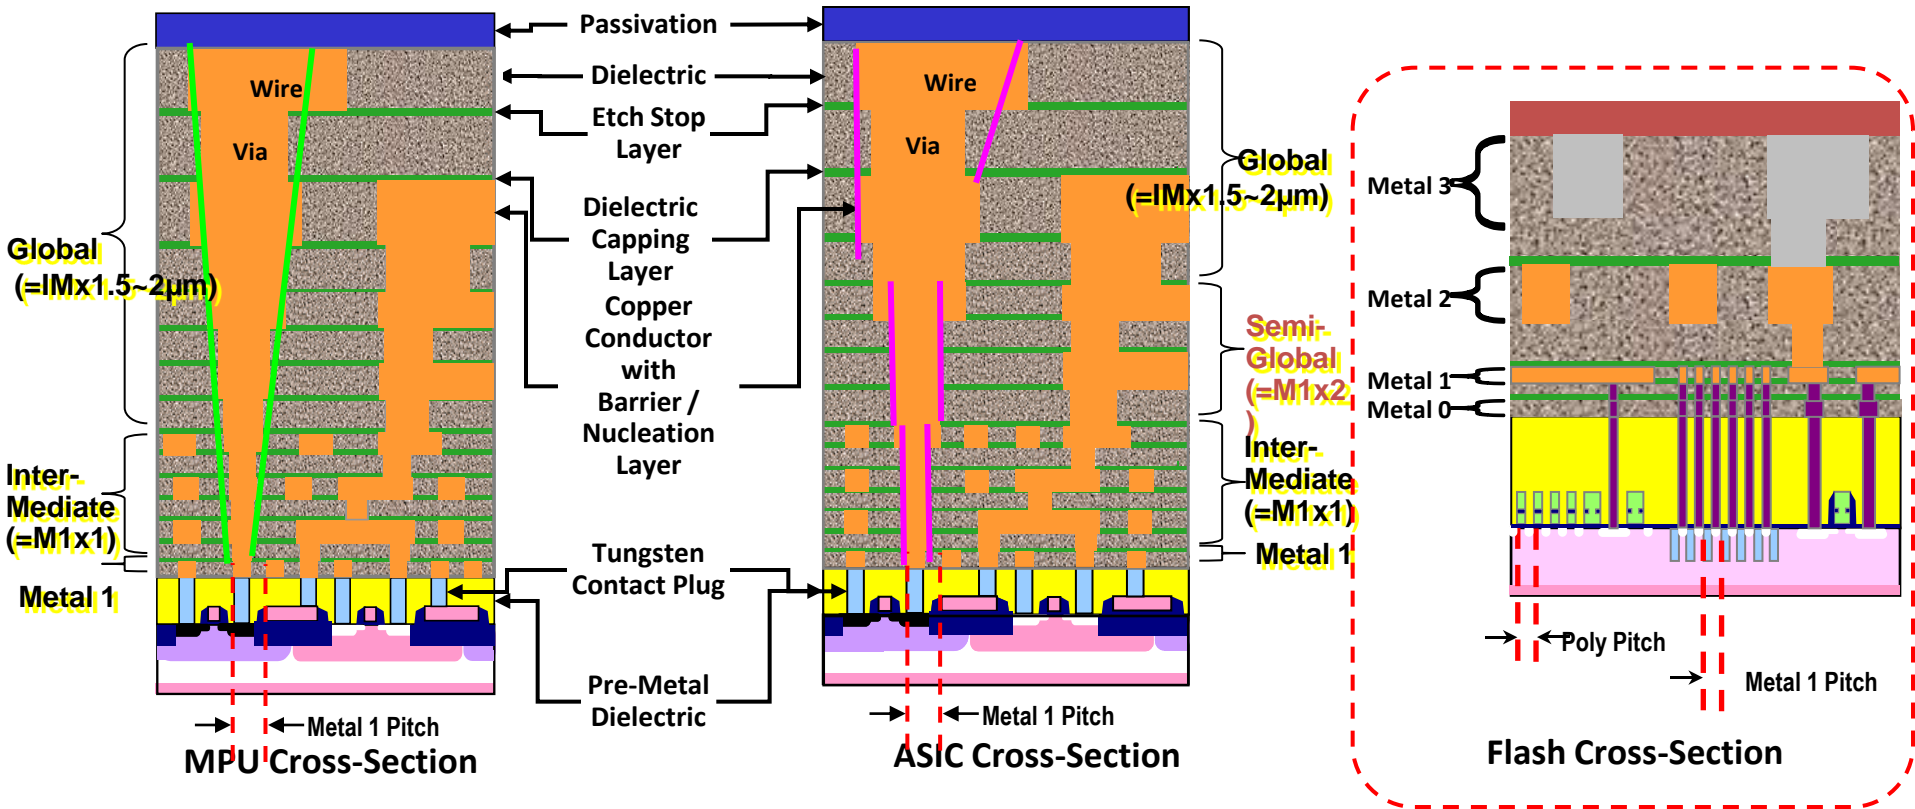 Global
(=IMx1.5~2µm)
Inter-
Mediate
(=M1x1)
Metal 1
Wire
Via
Metal 1 Pitch
MPU Cross-Section
Passivation
Dielectric
Etch Stop
Layer
Dielectric
Capping
Layer
Copper
Conductor
with
Barrier /
Nucleation
Layer
Tungsten
Contact Plug
Pre-Metal
Dielectric
Wire
Via
Metal 1 Pitch
ASIC Cross-Section
Global
(=IMx1.5~2µm)
Semi-
Global
(=M1x2
)
Inter-
Mediate
(=M1x1)
Metal 1
Metal 3
Metal 2
Metal 1
Metal 0
Poly Pitch
Metal 1 Pitch
Flash Cross-Section